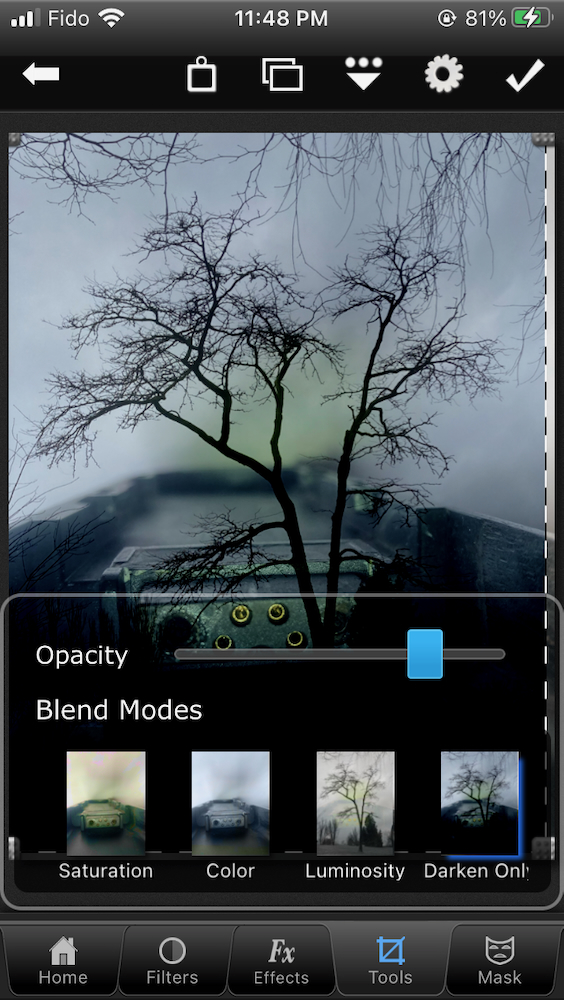 Fido 11:48 PM 81%
Opacity
Blend Modes
Saturation Color Luminosity Darken Only
Home Filters Fx Effects Tools Mask